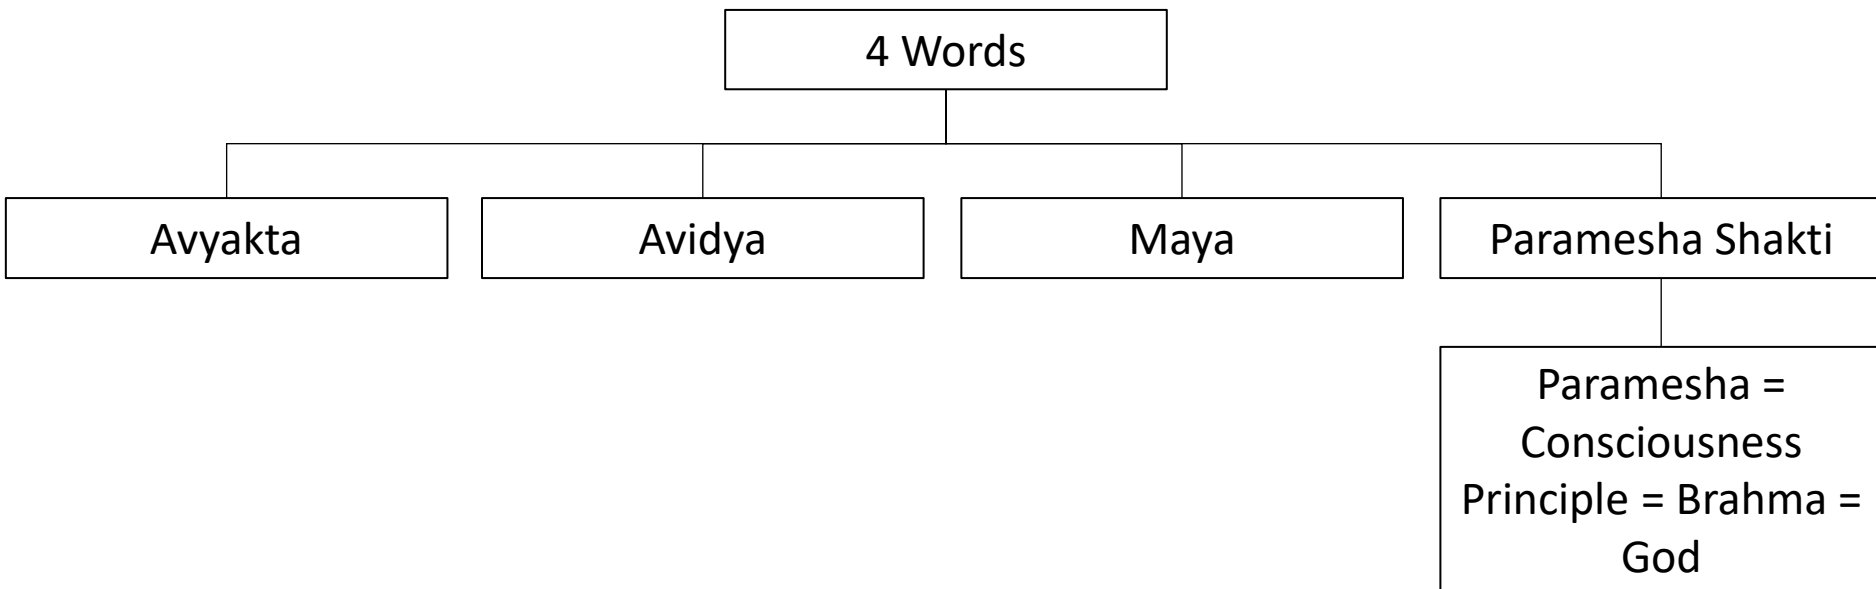 4 Words
Avyakta
Avidya
Maya
Paramesha Shakti
Paramesha =
Consciousness
Principle = Brahma =
God